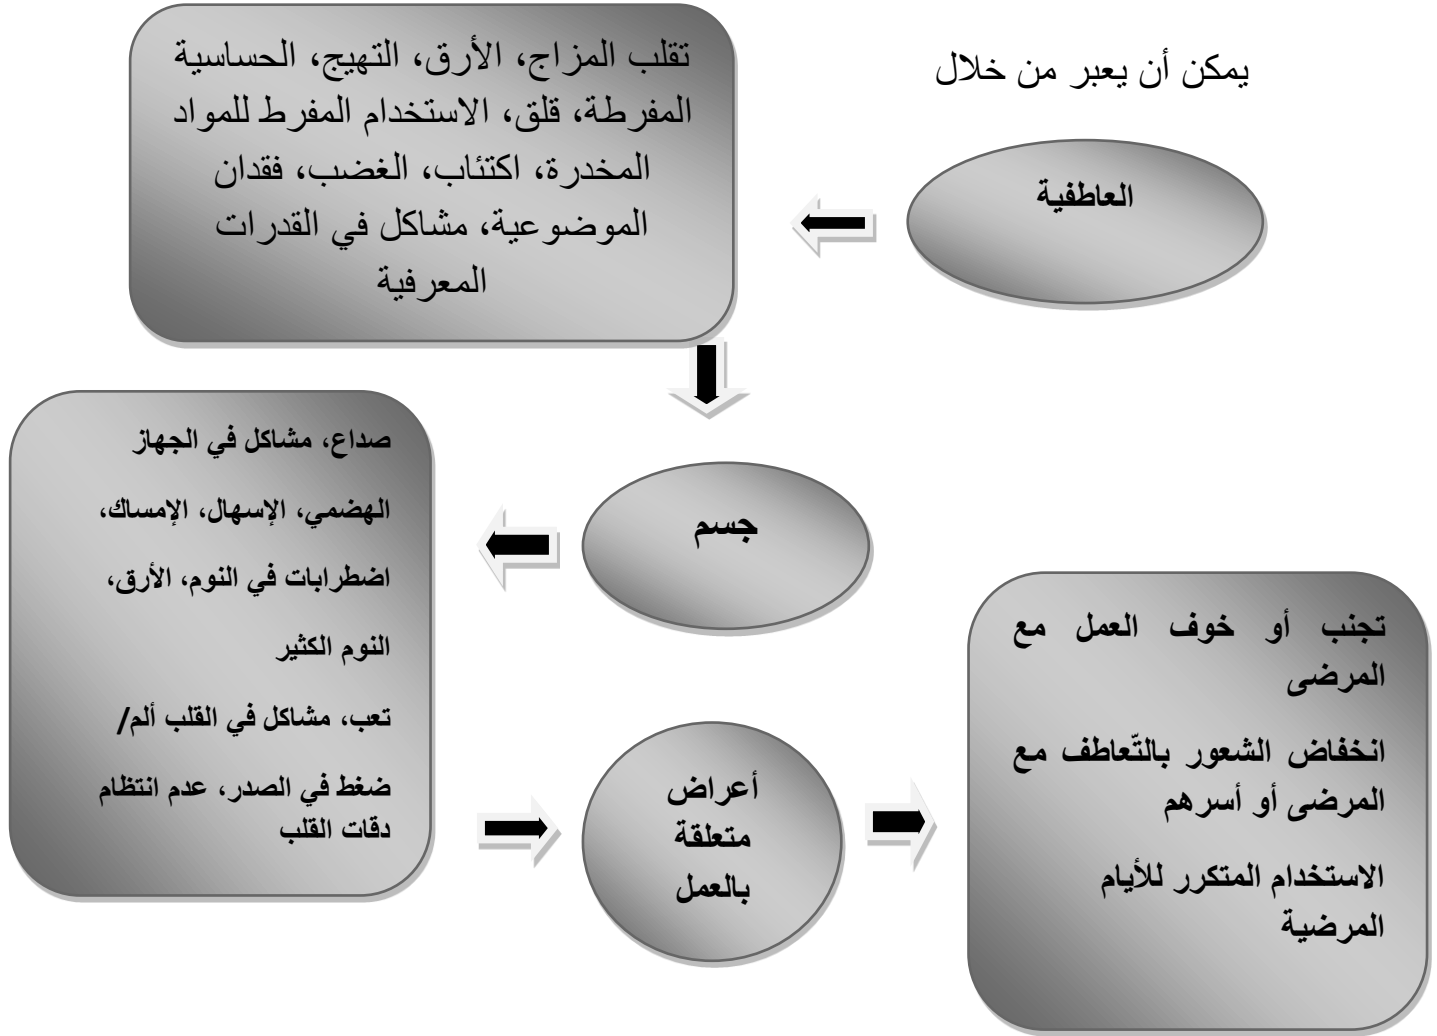 يمكن أن يعبر من خلال
العاطفية
تقلب المزاج، الأرق، التهيج، الحساسية
المفرطة، قلق، الاستخدام المفرط للمواد
المخدرة، اكتئاب، الغضب، فقدان
الموضوعية، مشاكل في القدرات
المعرفية
جسم
صداع، مشاكل في الجهاز
الهضمي، الإسهال، الإمساك،
اضطرابات في النوم، الأرق،
النوم الكثير
تعب، مشاكل في القلب ألم/
ضغط في الصدر، عدم انتظام
دقات القلب
أعراض
متعلقة
بالعمل
تجنب أو خوف العمل مع
المرضى
انخفاض الشعور بالتّعاطف مع
المرضى أو أسرهم
الاستخدام المتكرر للأيام
المرضية